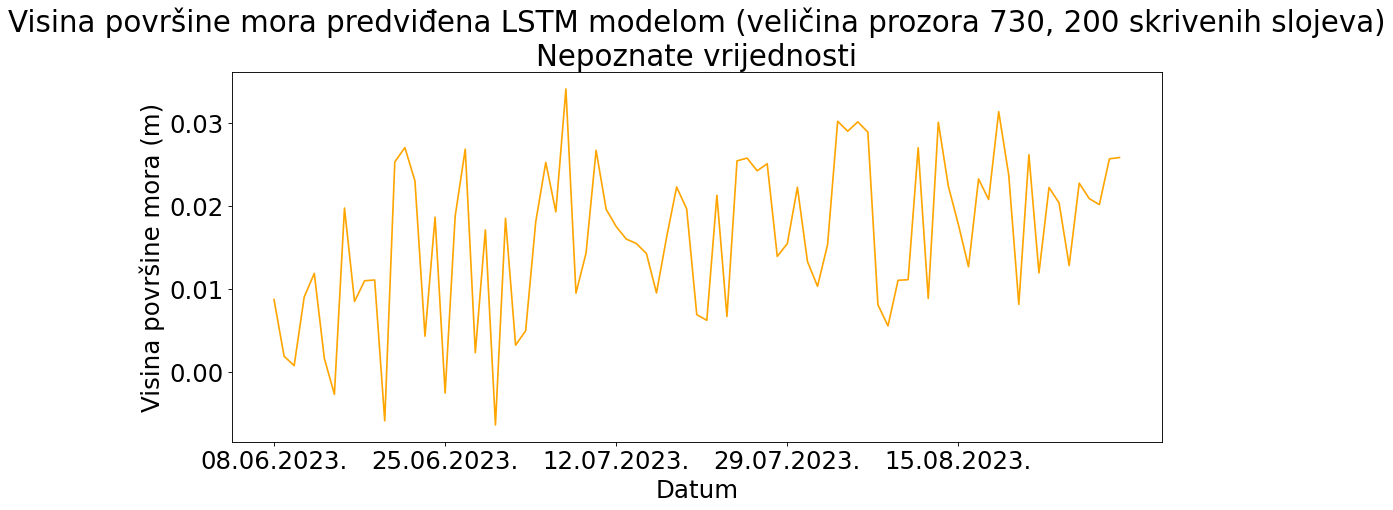 Visina površine mora predviđena LSTM modelom (veličina prozora 730, 200 skrivenih slojeva)
Nepoznate vrijednosti
Visina površine mora (m)
0.03
0.02
0.01
0.00
08.06.2023.
25.06.2023.
12.07.2023.
29.07.2023.
15.08.2023.
Datum